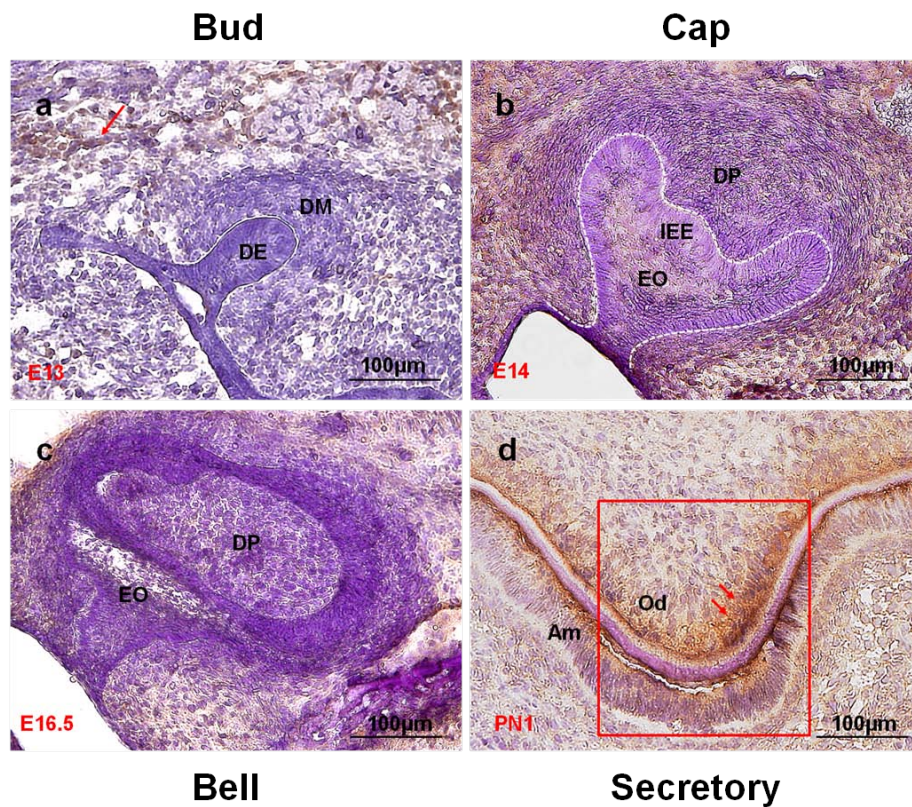 Bud
Cap
a
DM
DE
E13
100µm
b
DP
IEE
EO
E14
100µm
c
DP
EO
E16.5
100µm
d
Od
Am
PN1
100µm
Bell
Secretory